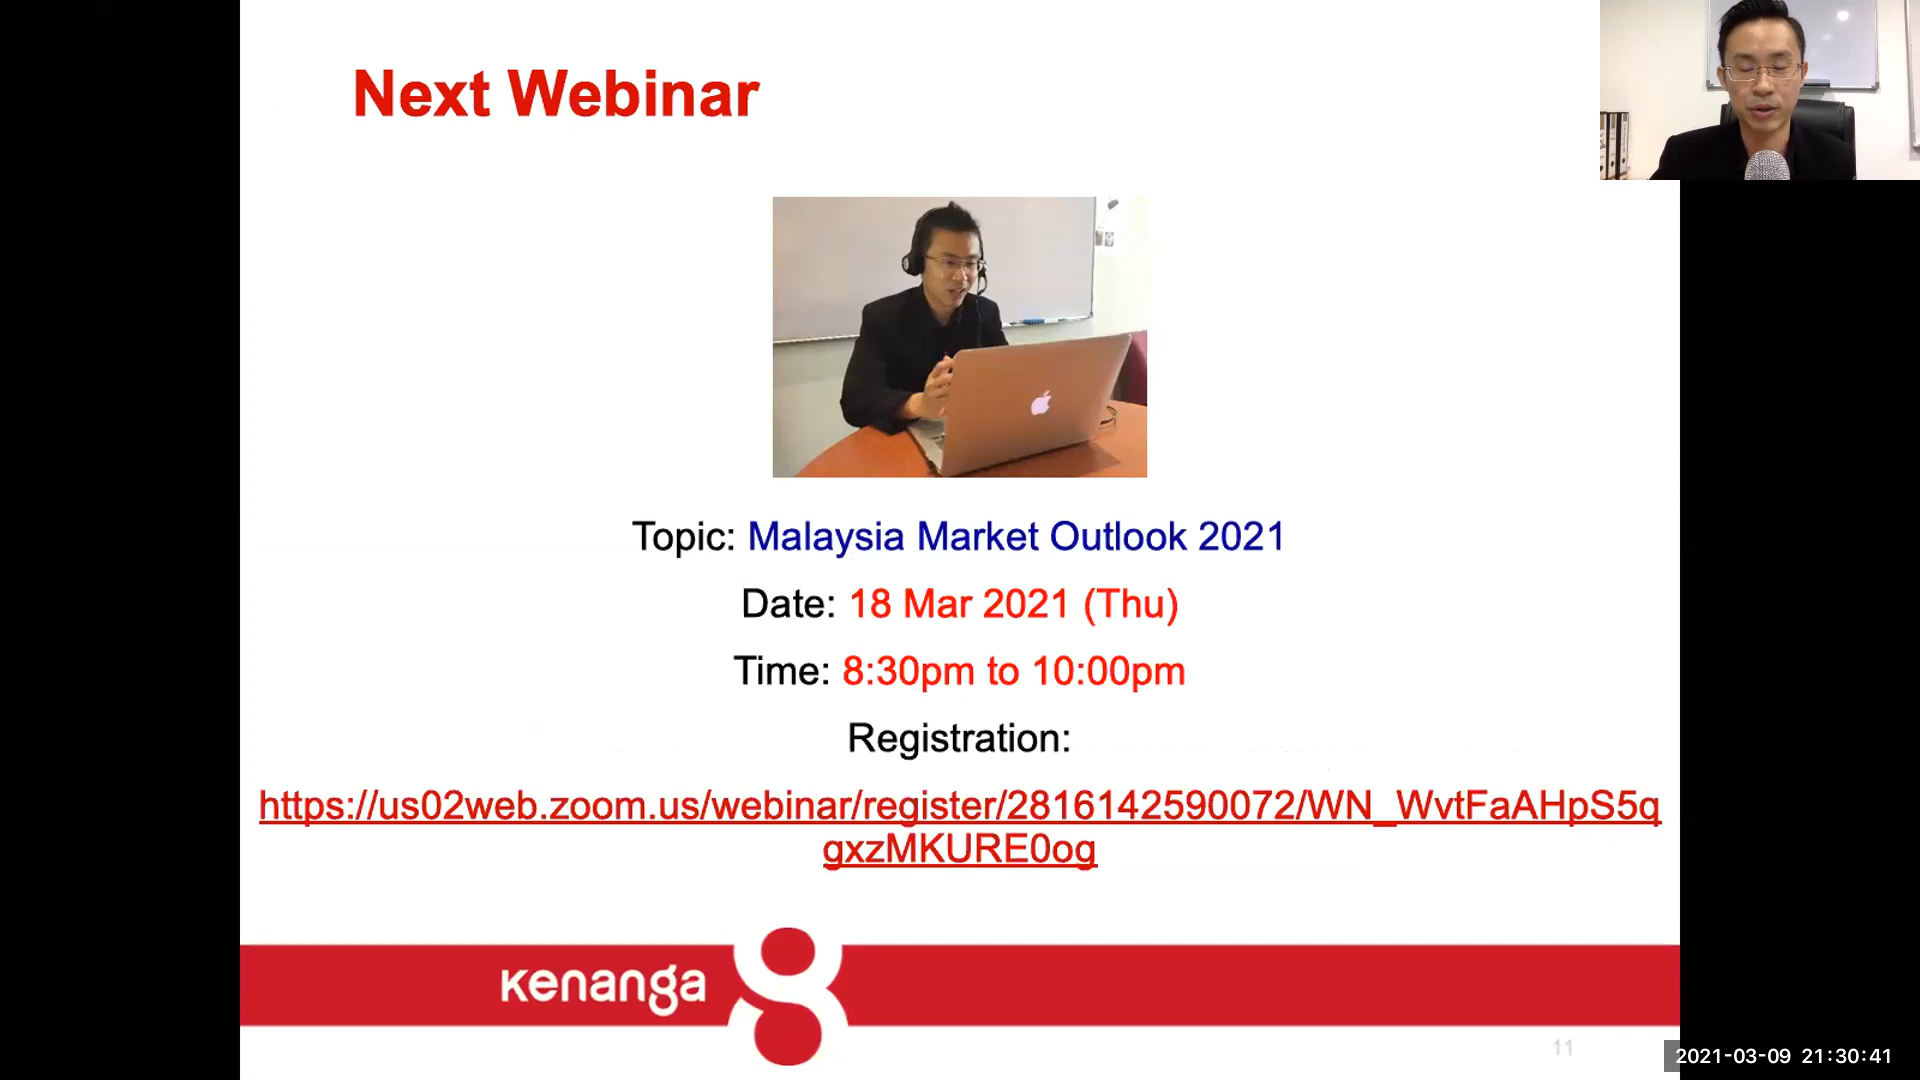 Next Webinar
Topic: Malaysia Market Outlook 2021
Date: 18 Mar 2021 (Thu)
Time: 8:30pm to 10:00pm
Registration:
https://us02web.zoom.us/webinar/register/2816142590072/WN_WvtFaAHpS5q
gxzMKURE0og
kenanga
11
2021-03-09 21:30:41